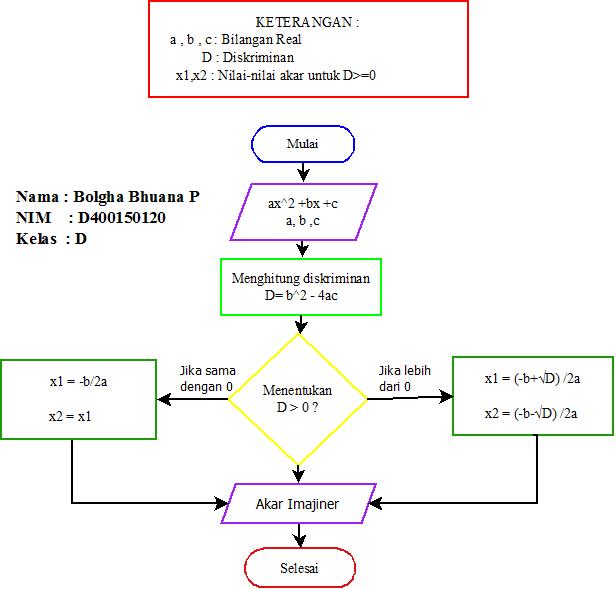 KETERANGAN :
a , b , c : Bilangan Real
D : Diskriminan
x1,x2 : Nilai-nilai akar untuk D>=0
Mulai
Nama : Bolgha Bhuana P
NIM : D400150120
Kelas : D
ax^2 +bx +c
a, b ,c
Menghitung diskriminan
D= b^2 - 4ac
Jika sama
dengan 0
Menentukan
D > 0 ?
Jika lebih
dari 0
x1 = -b/2a
x2 = x1
x1 = (-b+√D) /2a
x2 = (-b-√D) /2a
Akar Imajiner
Selesai